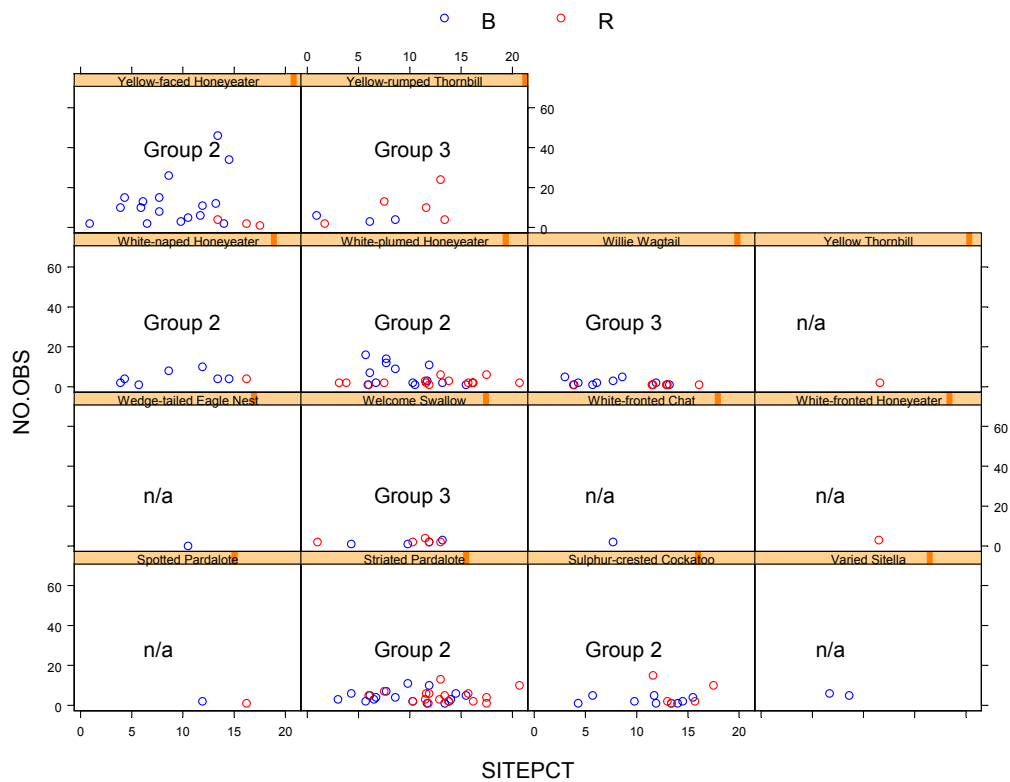 B R
0 5 10 15 20
Yellow-faced Honeyeater Yellow-rumped Thornbill
60
Group 2 Group 3 40
20
0
White-naped Honeyeater White-plumed Honeyeater Willie Wagtail Yellow Thornbill
60
40
Group 2 Group 2 Group 3 n/a
20
0
NO.OBS
Wedge-tailed Eagle Nest Welcome Swallow White-fronted Chat White-fronted Honeyeater
60
40
n/a Group 3 n/a n/a
20
0
Spotted Pardalote Striated Pardalote Sulphur-crested Cockatoo Varied Sitella
60
40
n/a Group 2 Group 2 n/a
20
0
0 5 10 15 20 0 5 10 15 20
SITEPCT